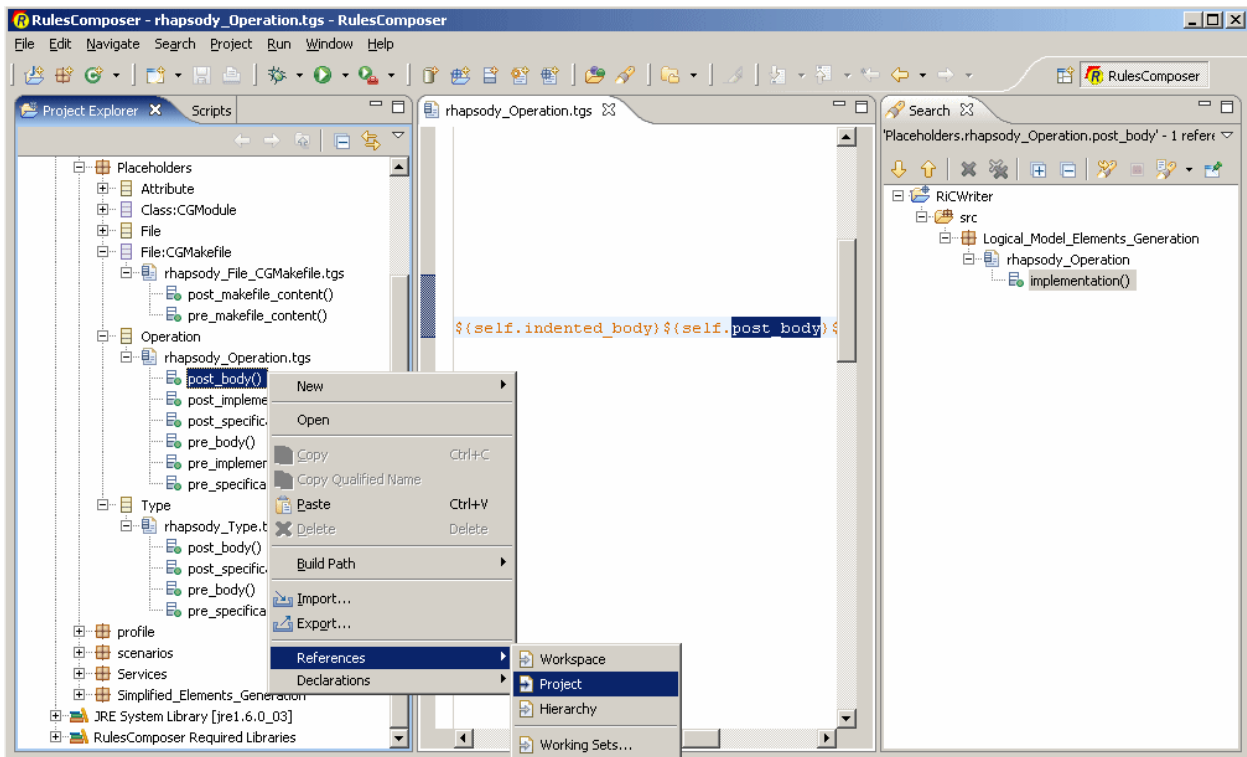 RulesComposer - rhapsody_Operation.tgs - RulesComposer
File Edit Navigate Search Project Run Window Help
RulesComposer
Project Explorer
Scripts
Placeholders
Attribute
Class:CGModule
File
File:CGMakefile
rhapsody_File_CGMakefile.tgs
post_makefile_content()
pre_makefile_content()
Operation
rhapsody_Operation.tgs
post_body()
post_impleme
post_specific
pre_body()
pre_implemen
pre_specifica
Type
rhapsody_Type.t
post_body()
post_specific
pre_body()
pre_specifica
profile
scenarios
Services
Simplified_Elements_Generation
JRE System Library [jre1.6.0_03]
RulesComposer Required Libraries
New
Open
Copy Ctrl+C
Copy Qualified Name
Paste Ctrl+V
Delete Delete
Build Path
Import...
Export...
References
Declarations
Workspace
Project
Hierarchy
Working Sets...
rhapsody_Operation.tgs
${self.indented_body}${self.post_body}$
Search
'Placeholders.rhapsody_Operation.post_body' - 1 refere
RiCWriter
src
Logical_Model_Elements_Generation
rhapsody_Operation
implementation()